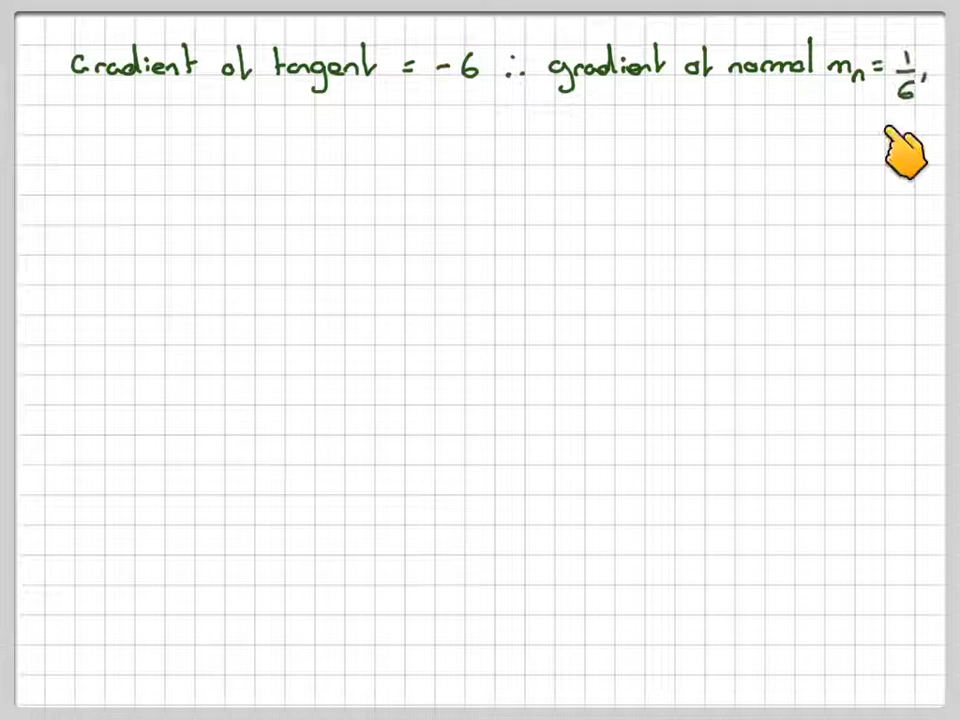 Gradient of tangent = -6 ∴ gradient of normal mₙ = 1/6,